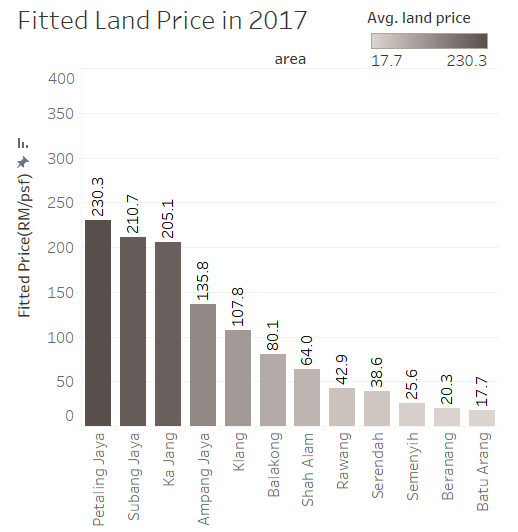 Fitted Land Price in 2017
Avg. land price
17.7 230.3
area
Fitted Price(RM/psf)
400
350
300
250
200
150
100
50
0
230.3
210.7
205.1
135.8
107.8
80.1
64.0
42.9
38.6
25.6
20.3
17.7
Petaling Jaya
Subang Jaya
Ka Jang
Ampang Jaya
Klang
Balakong
Shah Alam
Rawang
Serendah
Semenyih
Beranang
Batu Arang